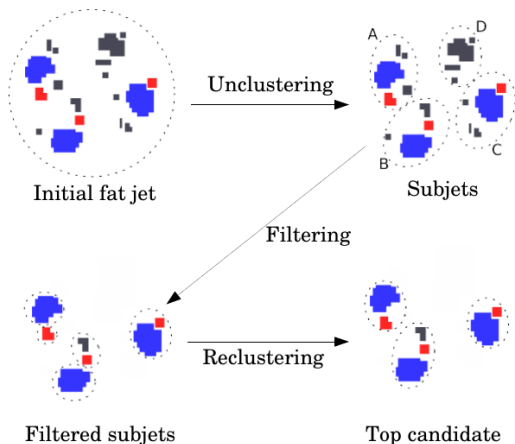 A
D
Unclustering
B
C
Initial fat jet
Subjets
Filtering
Reclustering
Filtered subjets
Top candidate